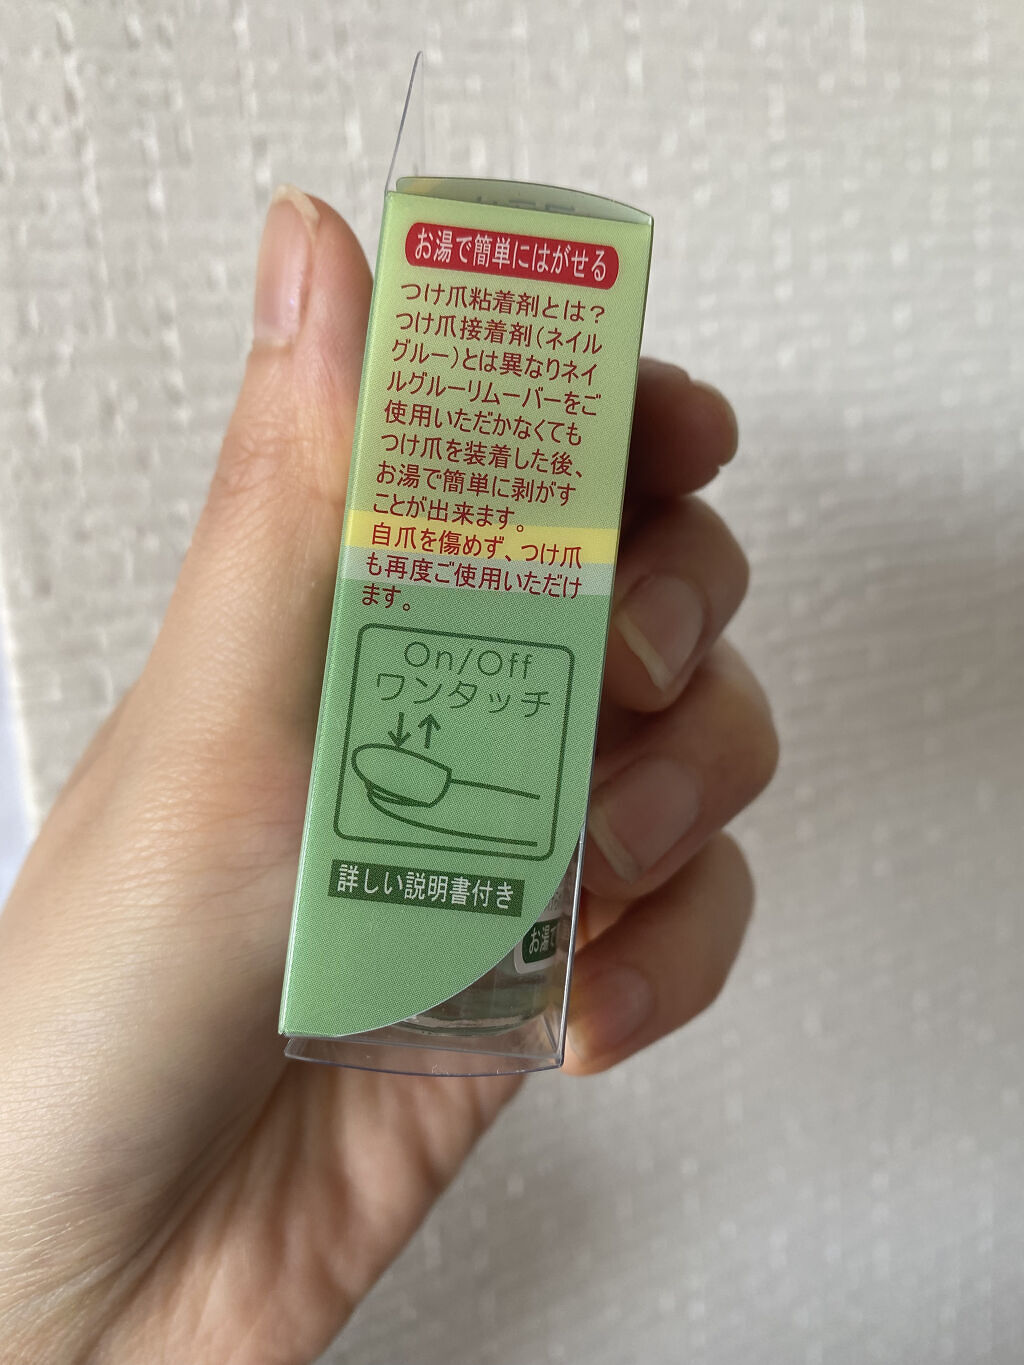 お湯で簡単にはがせる
つけ爪粘着剤とは？
つけ爪接着剤（ネイル
グルー）とは異なりネイ
ルグルーリムーバーをご
使用いただかなくても
つけ爪を装着した後、
お湯で簡単に剥がす
ことが出来ます。
自爪を傷めず、つけ爪
も再度ご使用いただけ
ます。
On/Off
ワンタッチ
詳しい説明書付き
お湯で